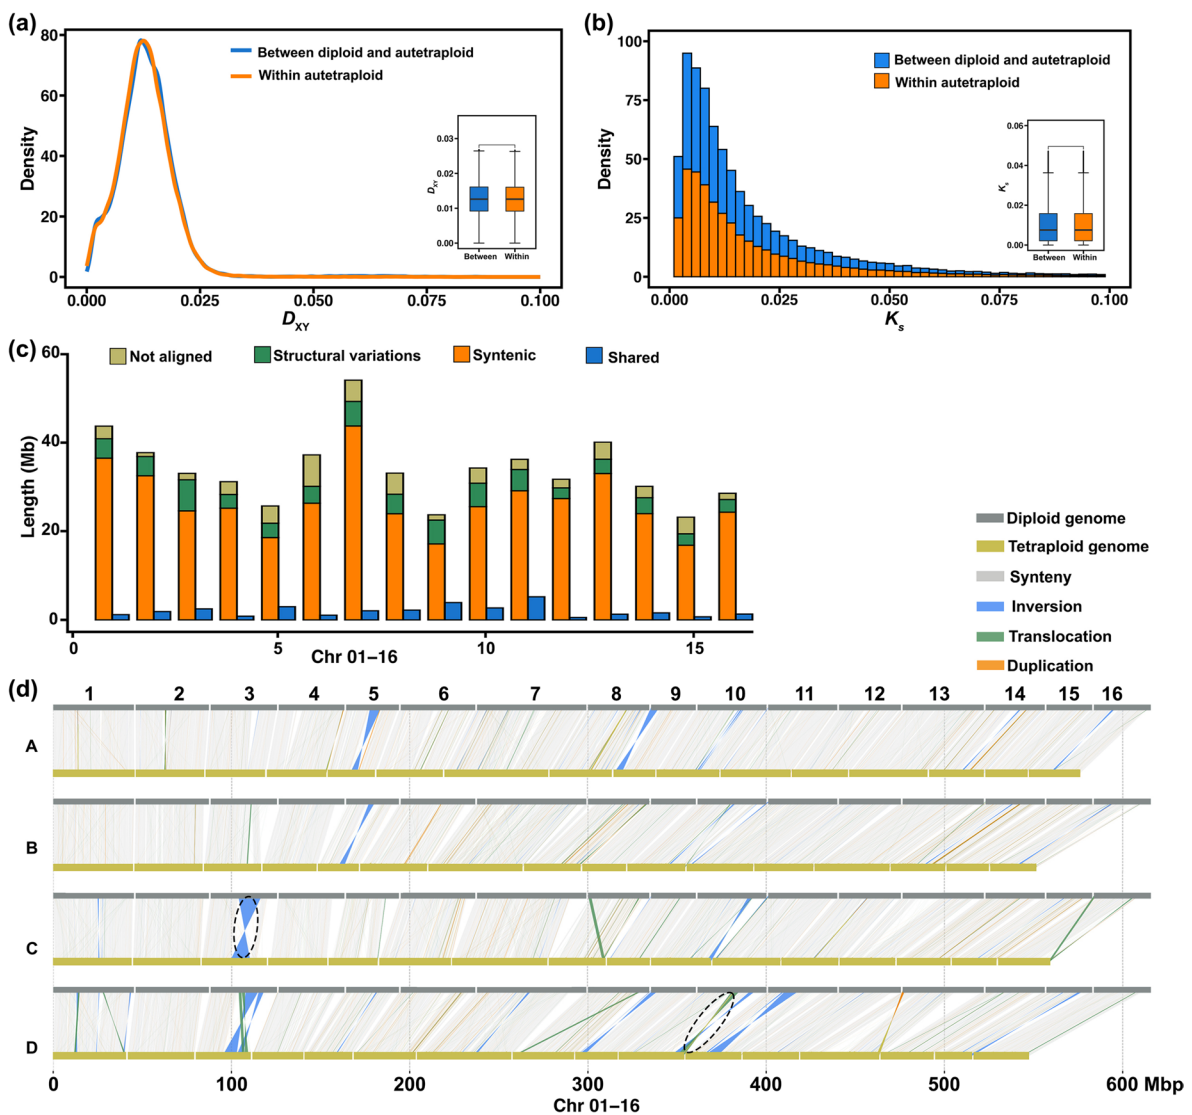 (a)
80
60
40
20
0
Density
Between diploid and autetraploid
Within autetraploid
0.03
0.02
0.01
0.00
DXY
Between Within
0.000 0.025 0.050 0.075 0.100
DXY
(b)
100
75
50
25
0
Density
Between diploid and autetraploid
Within autetraploid
0.06
0.04
0.02
0.00
Ks
Between Within
0.000 0.025 0.050 0.075 0.100
Ks
(c)
60
40
20
0
Length (Mb)
Not aligned Structural variations Syntenic Shared
0 5 10 15
Chr 01–16
Diploid genome
Tetraploid genome
Synteny
Inversion
Translocation
Duplication
(d)
1 2 3 4 5 6 7 8 9 10 11 12 13 14 15 16
A
B
C
D
0 100 200 300 400 500 600 Mbp
Chr 01–16